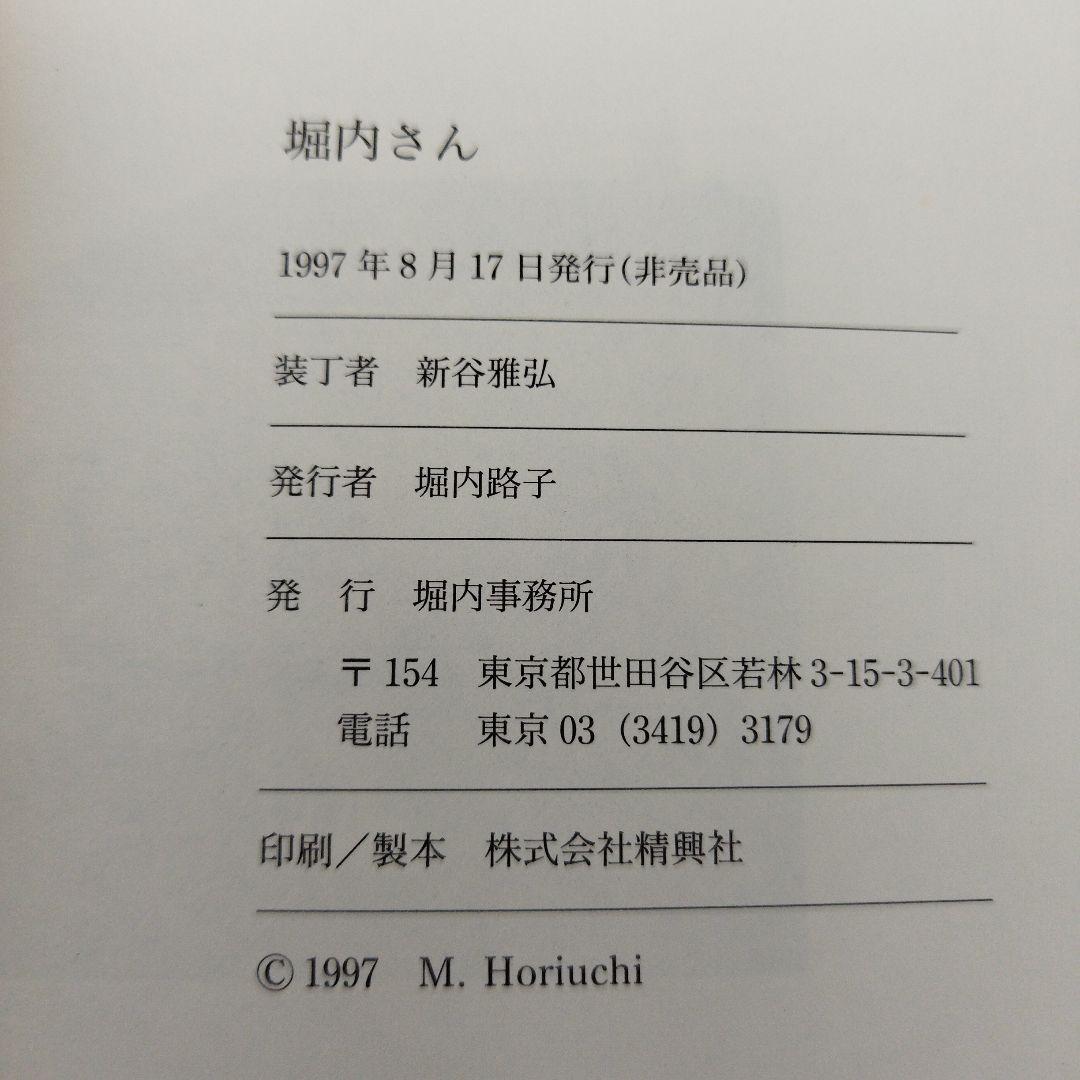 堀内さん
1997年8月17日発行(非売品)
装丁者 新谷雅弘
発行者 堀内路子
発 行 堀内事務所
〒154 東京都世田谷区若林3-15-3-401
電話 東京03(3419)3179
印刷/製本 株式会社精興社
©1997 M. Horiuchi